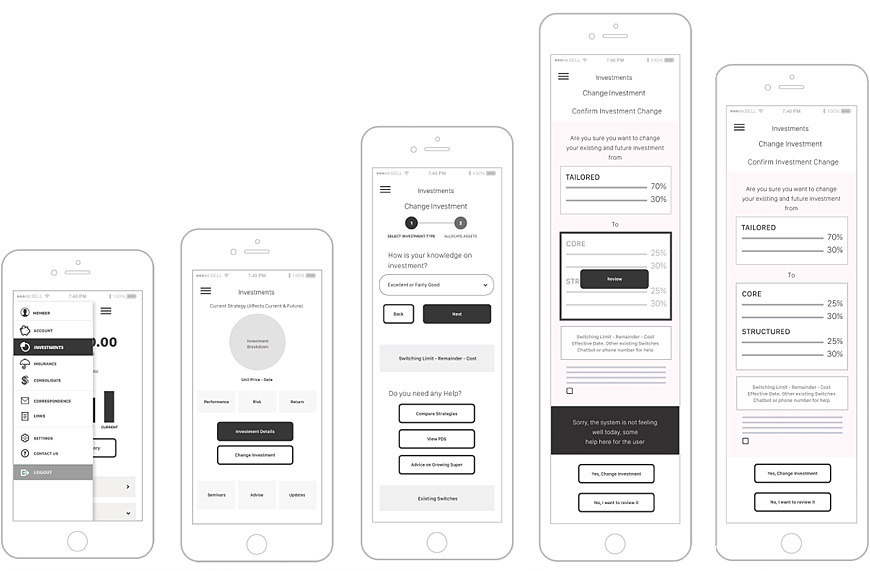 BELL 7:40 PM 100%
MEMBER
ACCOUNT
INVESTMENTS
INSURANCE
CONSOLIDATE
CORRESPONDENCE
LINKS
SETTINGS
CONTACT US
LOGOUT
0.00
CURRENT
ory
BELL 7:40 PM 100%
Investments
Current Strategy (Affects Current & Future)
Investment
Breakdown
Unit Price - Date
Performance Risk Return
Investment Details
Change Investment
Seminars Advise Updates
BELL 7:40 PM 100%
Investments
Change Investment
1 2
SELECT INVESTMENT TYPE ALLOCATE ASSETS
How is your knowledge on
investment?
Excellent or Fairly Good
Back Next
Switching Limit - Remainder - Cost
Do you need any Help?
Compare Strategies
View PDS
Advice on Growing Super
Existing Switches
BELL 7:40 PM 100%
Investments
Change Investment
Confirm Investment Change
Are you sure you want to change
your existing and future investment
from
TAILORED
70%
30%
To
CORE
25%
30%
STR
Review
25%
30%
Switching Limit - Remainder - Cost
Effective Date. Other existing Switches
Chatbot or phone number for help
Sorry, the system is not feeling
well today, some
help here for the user
Yes, Change Investment
No, I want to review it
BELL 7:40 PM 100%
Investments
Change Investment
Confirm Investment Change
Are you sure you want to change
your existing and future investment
from
TAILORED
70%
30%
To
CORE
25%
30%
STRUCTURED
25%
30%
Switching Limit - Remainder - Cost
Effective Date. Other existing Switches
Chatbot or phone number for help
Yes, Change Investment
No, I want to review it